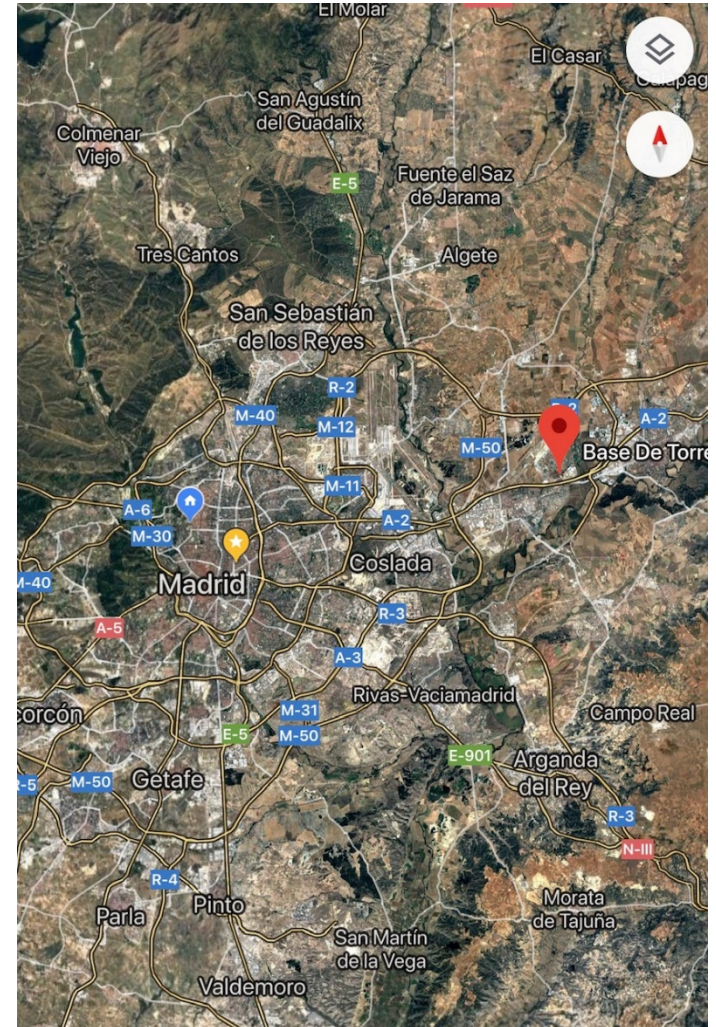 El Molar
El Casar
San Agustín
del Guadalix
Colmenar
Viejo
E-5
Fuente el Saz
de Jarama
Tres Cantos
Algete
San Sebastián
de los Reyes
R-2
M-40
M-12
A-2
M-50
Base De Torre
M-11
A-6
A-2
M-30
Coslada
M-40
Madrid
R-3
A-5
A-3
Rivas-Vaciamadrid
corcón
M-31
Campo Real
E-5
M-50
E-901
Arganda
del Rey
M-50
Getafe
R-3
N-III
R-4
Parla
Pinto
Morata
de Tajuña
San Martín
de la Vega
Valdemoro